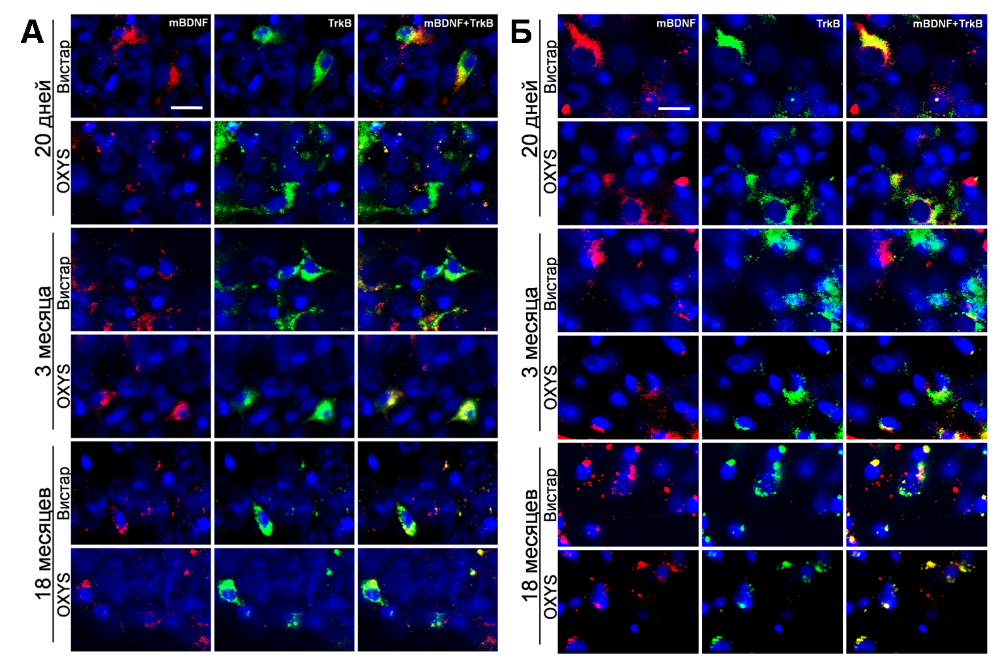 А
mBDNF
TrkB
mBDNF+TrkB
20 дней
Вистар
OXYS
3 месяца
Вистар
OXYS
18 месяцев
Вистар
OXYS
Б
mBDNF
TrkB
mBDNF+TrkB
20 дней
Вистар
OXYS
3 месяца
Вистар
OXYS
18 месяцев
Вистар
OXYS